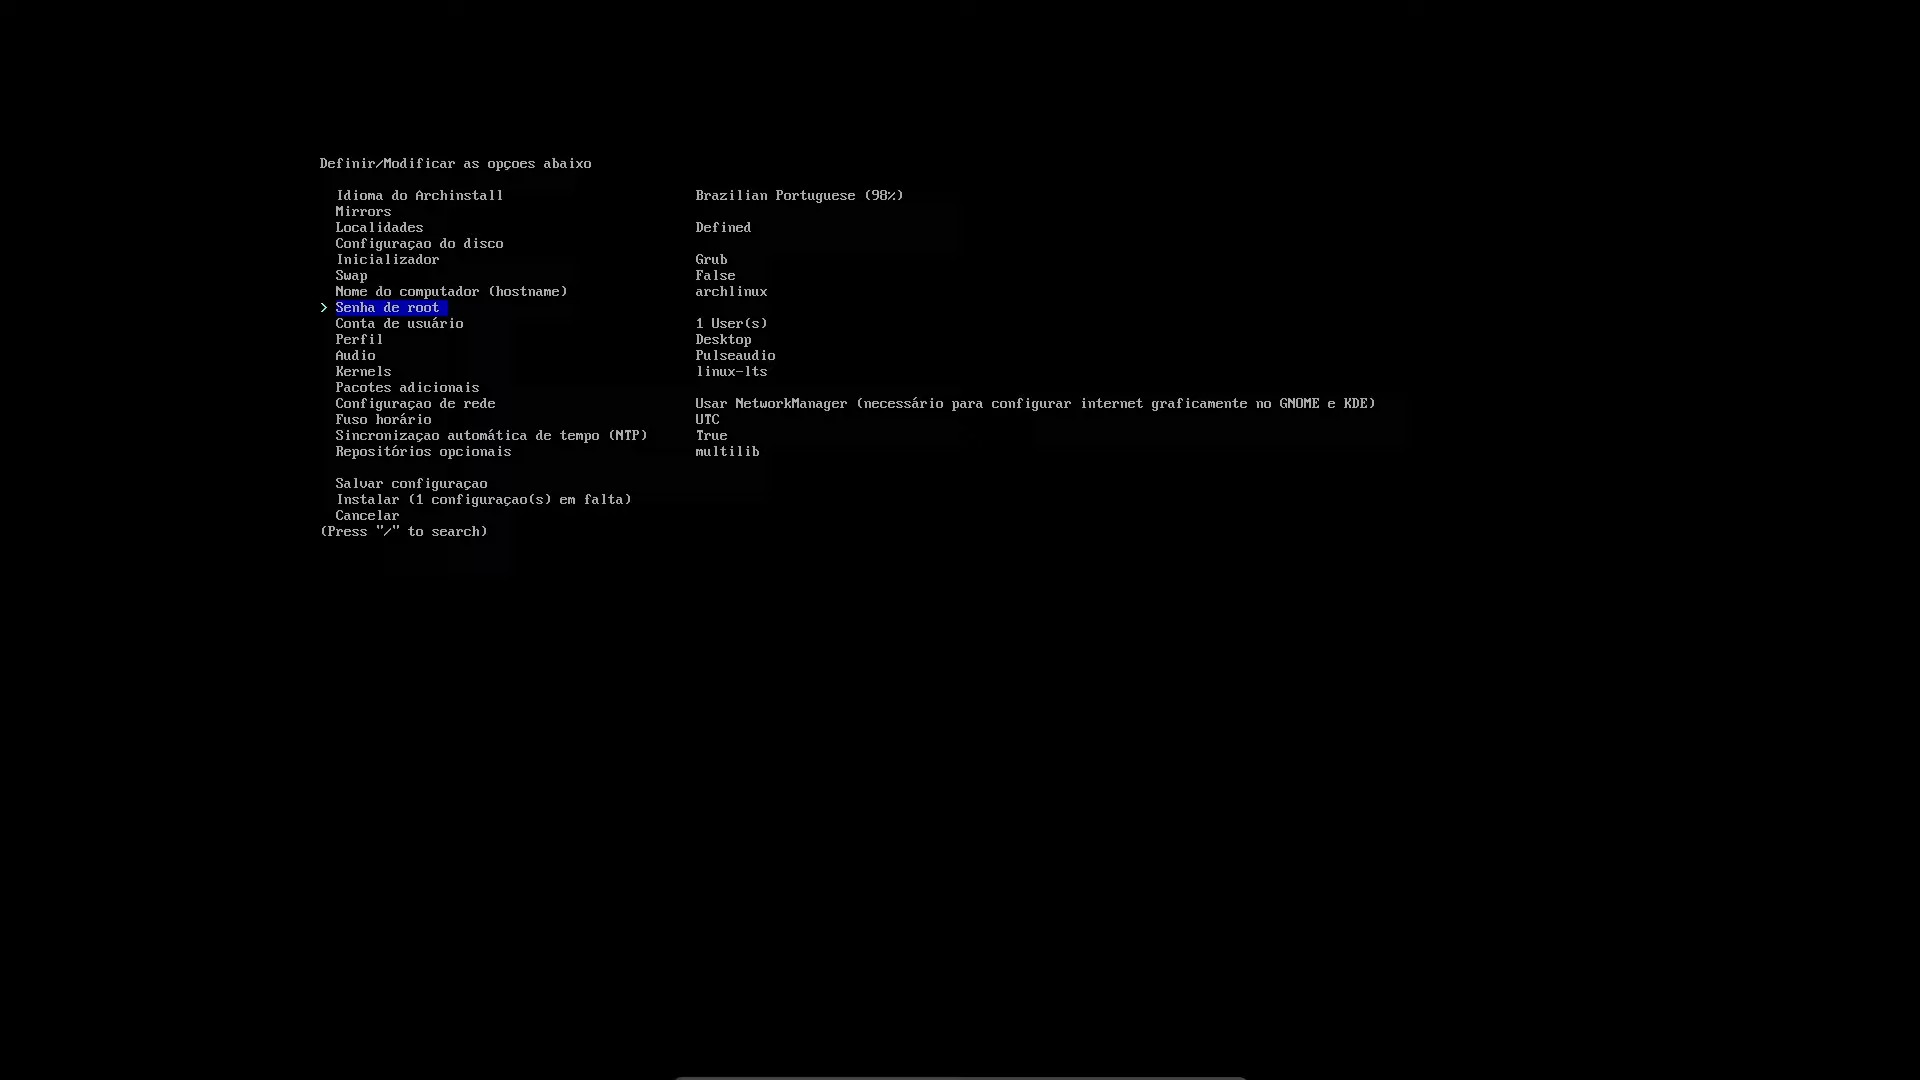 Definir/Modificar as opçoes abaixo
Idioma do Archinstall Brazilian Portuguese (98%)
Mirrors
Localidades Defined
Configuraçao do disco
Inicializador Grub
Swap False
Nome do computador (hostname) archlinux
> Senha de root
Conta de usuário 1 User(s)
Perfil Desktop
Audio Pulseaudio
Kernels linux-lts
Pacotes adicionais
Configuraçao de rede Usar NetworkManager (necessário para configurar internet graficamente no GNOME e KDE)
Fuso horário UTC
Sincronizaçao automática de tempo (NTP) True
Repositórios opcionais multilib
Salvar configuraçao
Instalar (1 configuraçao(s) em falta)
Cancelar
(Press "/" to search)